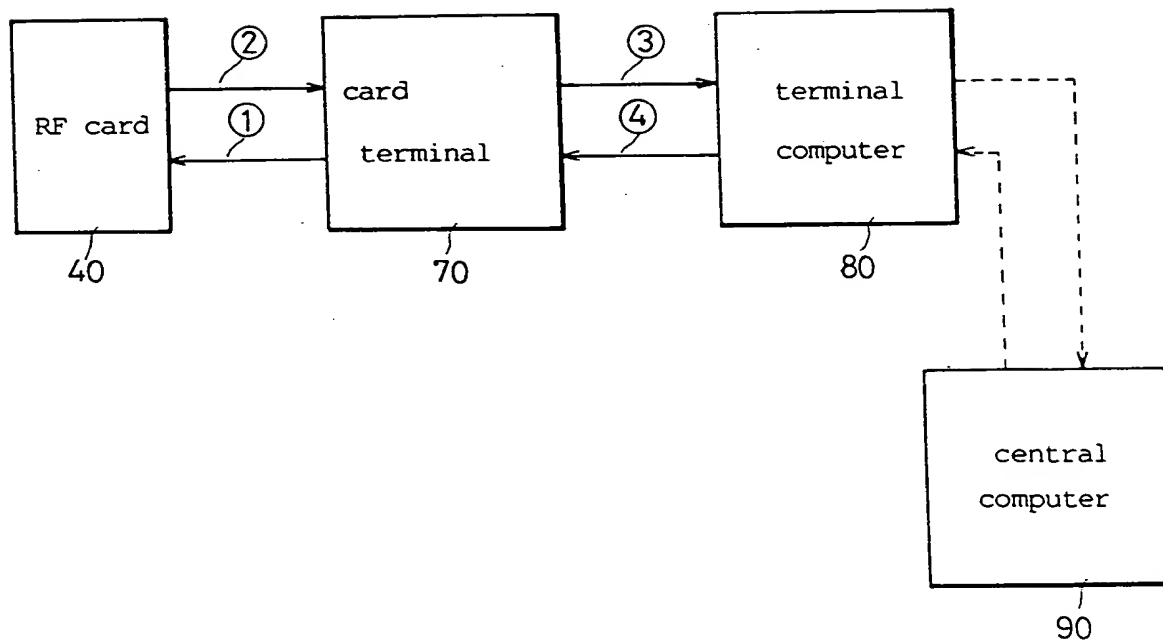 ②
③
①
④
RF card
card
terminal
terminal
computer
40
70
80
central
computer
90